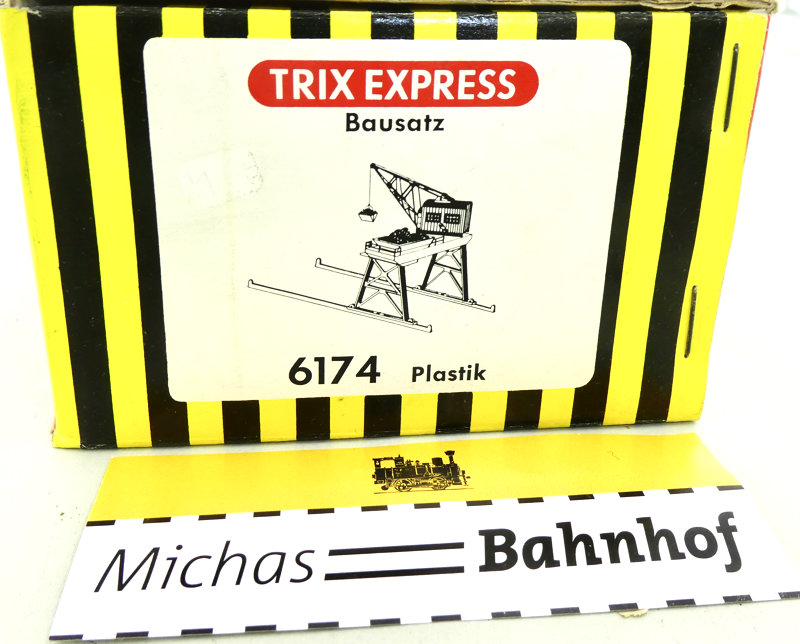 TRIX EXPRESS
Bausatz
6174 Plastik
Michas Bahnhof